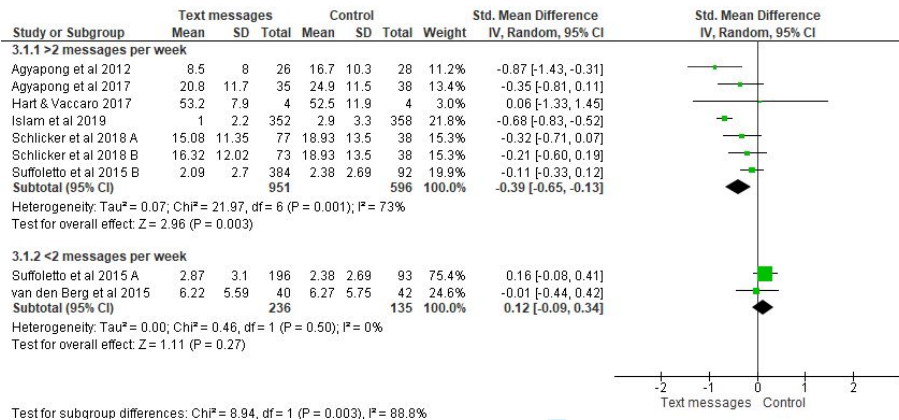 Text messages Control Std. Mean Difference Std. Mean Difference
Study or Subgroup Mean SD Total Mean SD Total Weight IV, Random, 95% CI IV, Random, 95% CI
3.1.1 >2 messages per week
Agyapong et al 2012 8.5 8 26 16.7 10.3 28 11.2% -0.87 [-1.43, -0.31]
Agyapong et al 2017 20.8 11.7 35 24.9 11.5 38 13.4% -0.35 [-0.81, 0.11]
Hart & Vaccaro 2017 53.2 7.9 4 52.5 11.9 4 3.0% 0.06 [-1.33, 1.45]
Islam et al 2019 1 2.2 352 2.9 3.3 358 21.8% -0.68 [-0.83, -0.52]
Schlicker et al 2018 A 15.08 11.35 77 18.93 13.5 38 15.3% -0.32 [-0.71, 0.07]
Schlicker et al 2018 B 16.32 12.02 73 18.93 13.5 38 15.3% -0.21 [-0.60, 0.19]
Suffoletto et al 2015 B 2.09 2.7 384 2.38 2.69 92 19.9% -0.11 [-0.33, 0.12]
Subtotal (95% CI) 951 596 100.0% -0.39 [-0.65, -0.13]
Heterogeneity: Tau² = 0.07; Chi² = 21.97, df = 6 (P = 0.001); I² = 73%
Test for overall effect: Z = 2.96 (P = 0.003)
3.1.2 <2 messages per week
Suffoletto et al 2015 A 2.87 3.1 196 2.38 2.69 93 75.4% 0.16 [-0.08, 0.41]
van den Berg et al 2015 6.22 5.59 40 6.27 5.75 42 24.6% -0.01 [-0.44, 0.42]
Subtotal (95% CI) 236 135 100.0% 0.12 [-0.09, 0.34]
Heterogeneity: Tau² = 0.00; Chi² = 0.46, df = 1 (P = 0.50); I² = 0%
Test for overall effect: Z = 1.11 (P = 0.27)
-2 -1 0 1 2
Text messages Control
Test for subgroup differences: Chi² = 8.94, df = 1 (P = 0.003), I² = 88.8%